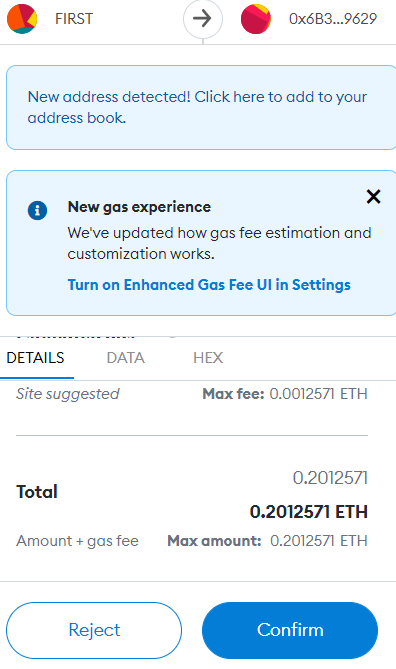 FIRST
0x6B3...9629
New address detected! Click here to add to your
address book.
New gas experience
We've updated how gas fee estimation and
customization works.
Turn on Enhanced Gas Fee UI in Settings
DETAILS DATA HEX
Site suggested Max fee: 0.0012571 ETH
0.2012571
Total
0.2012571 ETH
Amount + gas fee Max amount: 0.2012571 ETH
Reject Confirm